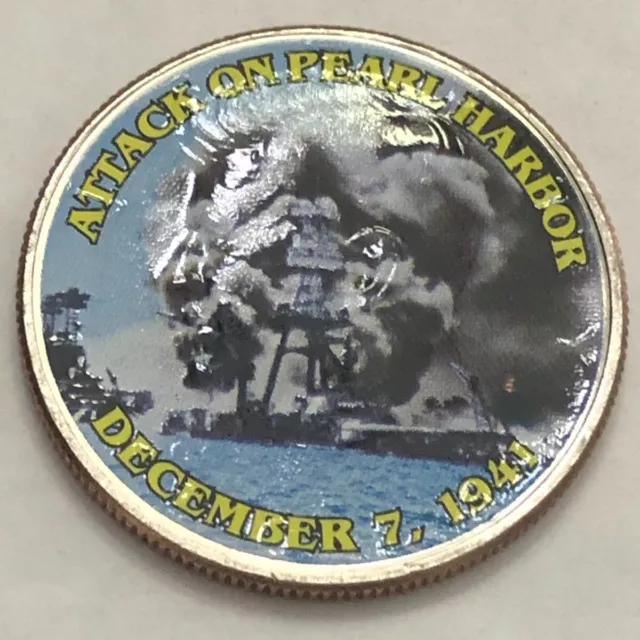 ATTACK ON PEARL HARBOR
DECEMBER 7, 1941